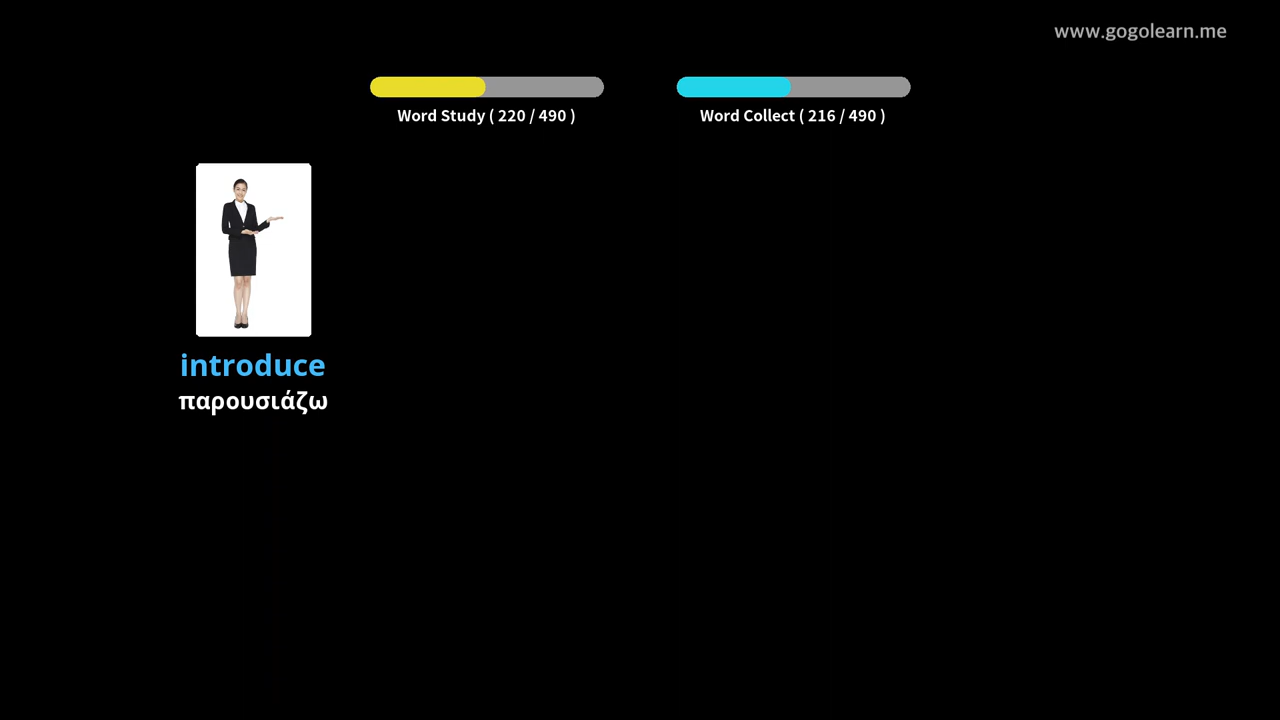 www.gogolearn.me
Word Study ( 220 / 490 )
Word Collect ( 216 / 490 )
introduce
παρουσιάζω